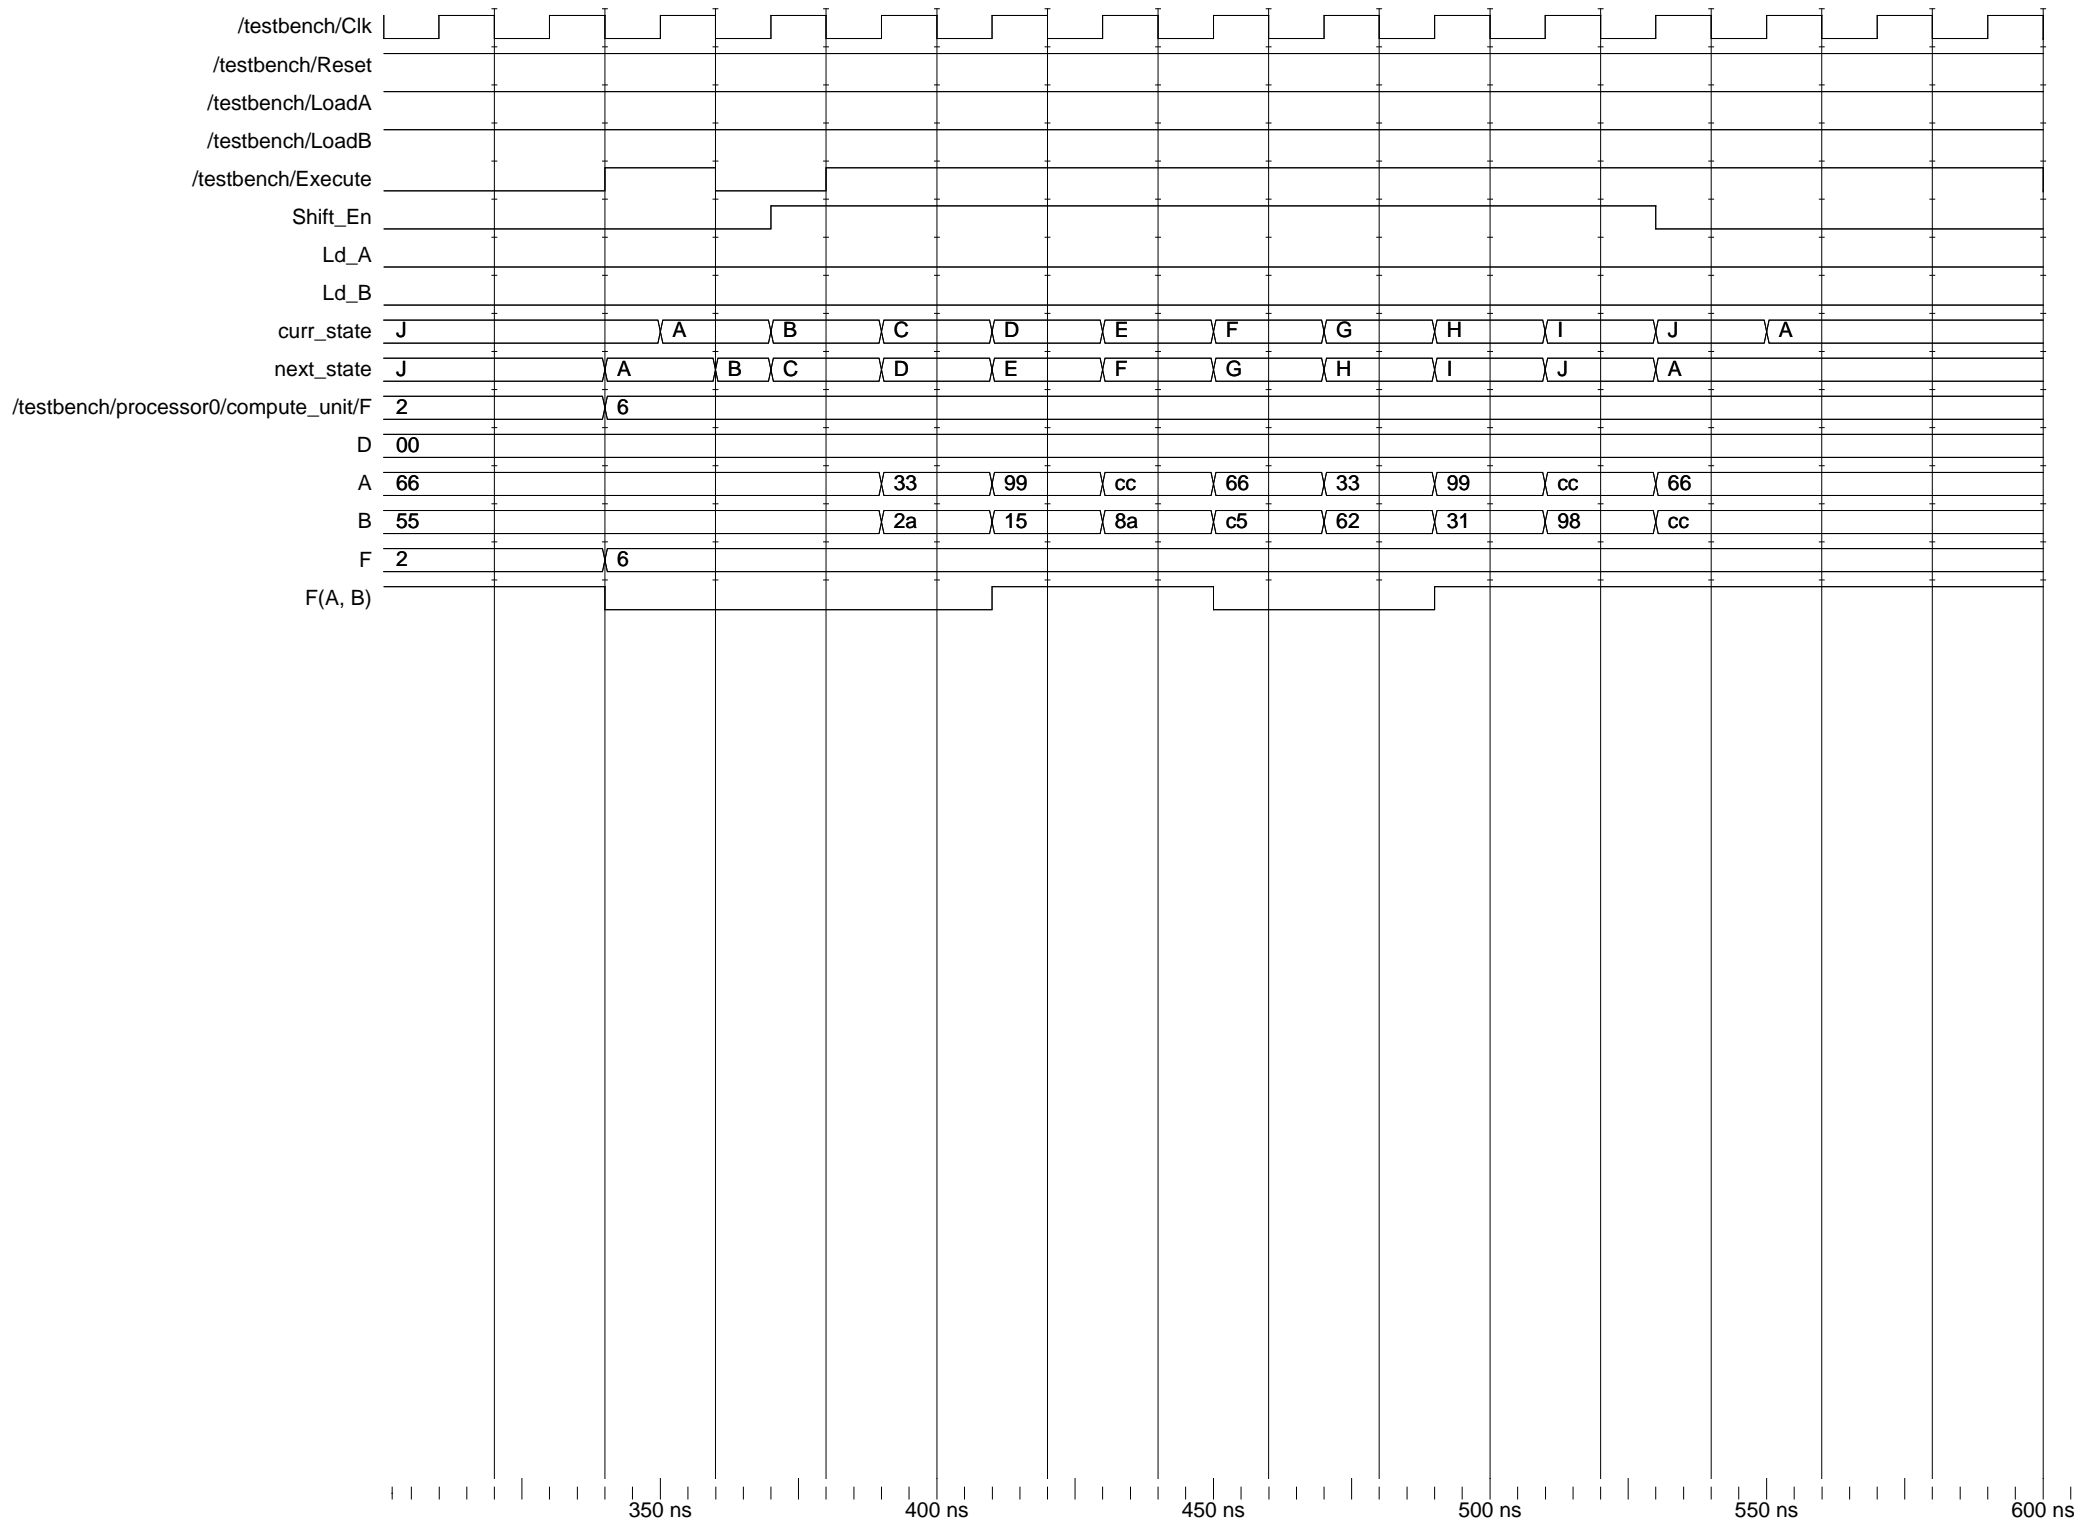 /testbench/Clk
/testbench/Reset
/testbench/LoadA
/testbench/LoadB
/testbench/Execute
Shift_En
Ld_A
Ld_B
curr_state J A B C D E F G H I J A
next_state J A B C D E F G H I J A
/testbench/processor0/compute_unit/F 2 6
D 00
A 66 33 99 cc 66 33 99 cc 66
B 55 2a 15 8a c5 62 31 98 cc
F 2 6
F(A, B)
350 ns 400 ns 450 ns 500 ns 550 ns 600 ns